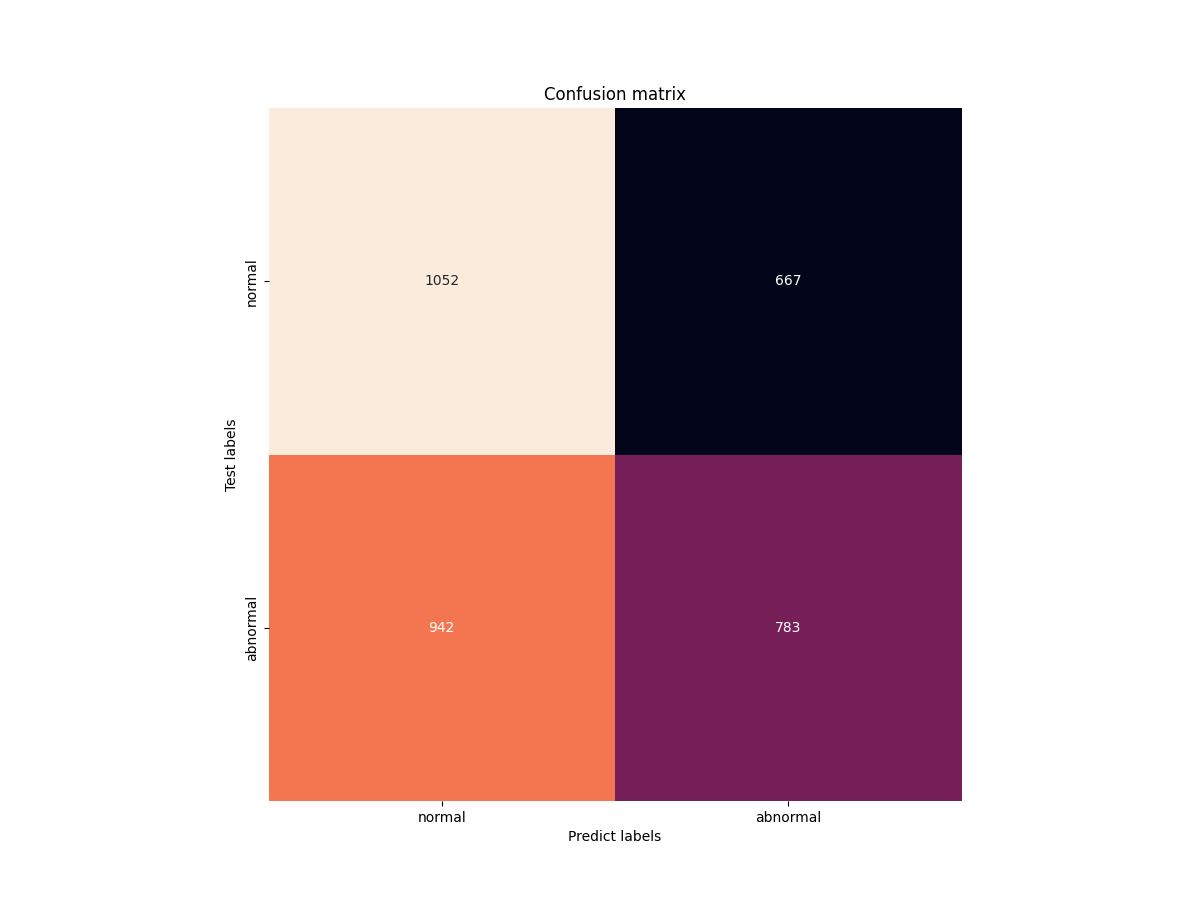 Confusion matrix
normal
1052
667
Test labels
abnormal
942
783
normal
abnormal
Predict labels